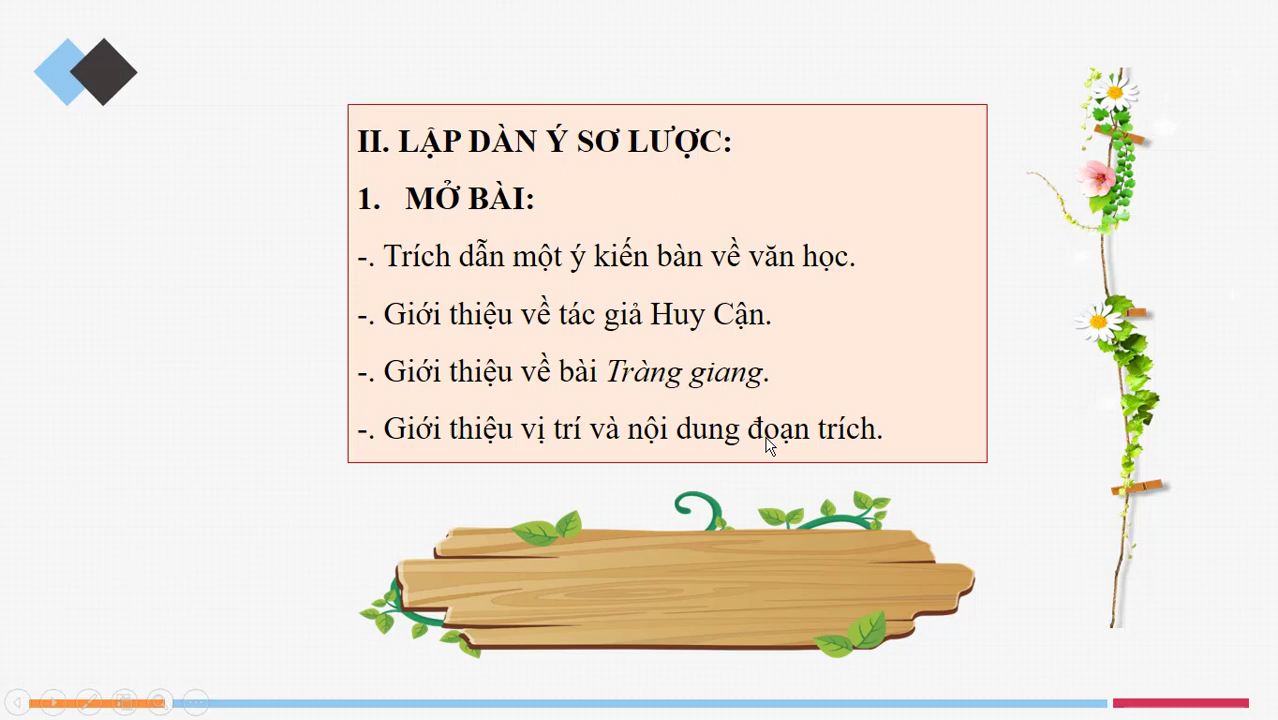 II. LẬP DÀN Ý SƠ LƯỢC:
1. MỞ BÀI:
-. Trích dẫn một ý kiến bàn về văn học.
-. Giới thiệu về tác giả Huy Cận.
-. Giới thiệu về bài Tràng giang.
-. Giới thiệu vị trí và nội dung đoạn trích.